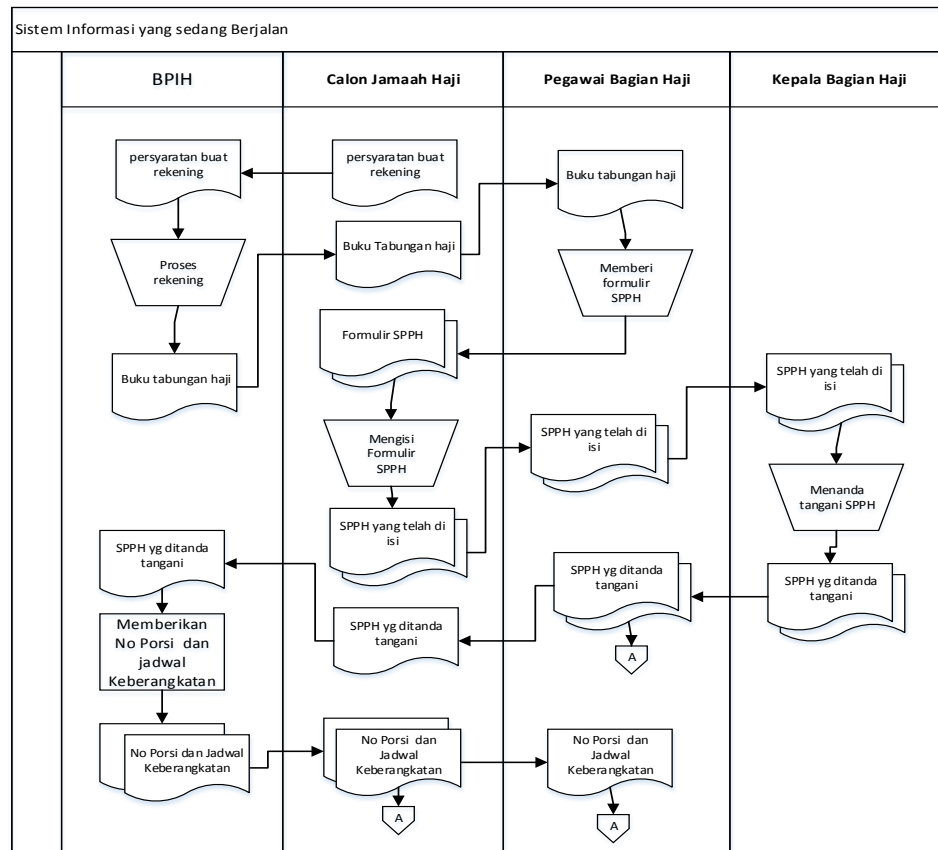 Sistem Informasi yang sedang Berjalan
BPIH
Calon Jamaah Haji
Pegawai Bagian Haji
Kepala Bagian Haji
persyaratan buat
rekening
Proses
rekening
Buku tabungan haji
SPPH yg ditanda
tangani
Memberikan
No Porsi dan
jadwal
Keberangkatan
No Porsi dan Jadwal
Keberangkatan
persyaratan buat
rekening
Buku Tabungan haji
Formulir SPPH
Mengisi
Formulir
SPPH
SPPH yang telah di
isi
SPPH yg ditanda
tangani
No Porsi dan
Jadwal
Keberangkatan
A
Buku tabungan haji
Memberi
formulir
SPPH
SPPH yang telah di
isi
SPPH yg ditanda
tangani
A
No Porsi dan
Jadwal
Keberangkatan
A
SPPH yang telah di
isi
Menanda
tangani SPPH
SPPH yg ditanda
tangani